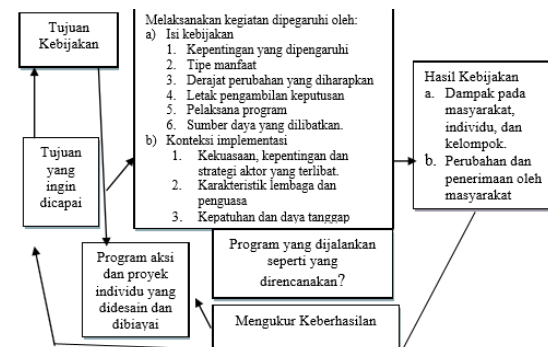 Tujuan
Kebijakan
Melaksanakan kegiatan dipegaruhi oleh:
a) Isi kebijakan
1. Kepentingan yang dipengaruhi
2. Tipe manfaat
3. Derajat perubahan yang diharapkan
4. Letak pengambilan keputusan
5. Pelaksana program
6. Sumber daya yang dilibatkan.
b) Konteksi implementasi
1. Kekuasaan, kepentingan dan
strategi aktor yang terlibat.
2. Karakteristik lembaga dan
penguasa
3. Kepatuhan dan daya tanggap
Hasil Kebijakan
a. Dampak pada
masyarakat,
individu, dan
kelompok.
b. Perubahan dan
penerimaan oleh
masyarakat
Tujuan
yang
ingin
dicapai
Program aksi
dan proyek
individu yang
didesain dan
dibiayai
Program yang dijalankan
seperti yang
direncanakan?
Mengukur Keberhasilan